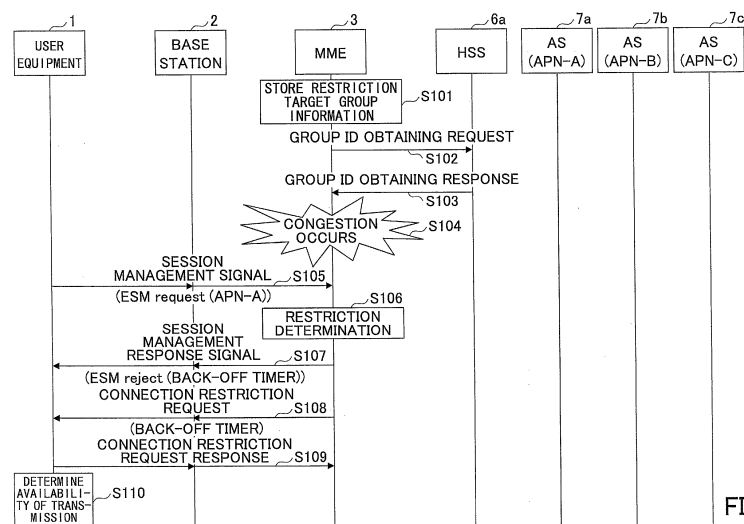 1
2
3
6a
7a
7b
7c
USER
EQUIPMENT
BASE
STATION
MME
HSS
AS
(APN-A)
AS
(APN-B)
AS
(APN-C)
STORE RESTRICTION
TARGET GROUP
INFORMATION
S101
GROUP ID OBTAINING REQUEST
S102
GROUP ID OBTAINING RESPONSE
S103
CONGESTION
OCCURS
S104
SESSION
MANAGEMENT SIGNAL
S105
(ESM request (APN-A))
S106
RESTRICTION
DETERMINATION
SESSION
MANAGEMENT
RESPONSE SIGNAL
S107
(ESM reject (BACK-OFF TIMER))
CONNECTION RESTRICTION
REQUEST
S108
(BACK-OFF TIMER)
CONNECTION RESTRICTION
REQUEST RESPONSE
S109
DETERMINE
AVAILABILI-
TY OF TRANS-
MISSION
S110
FI